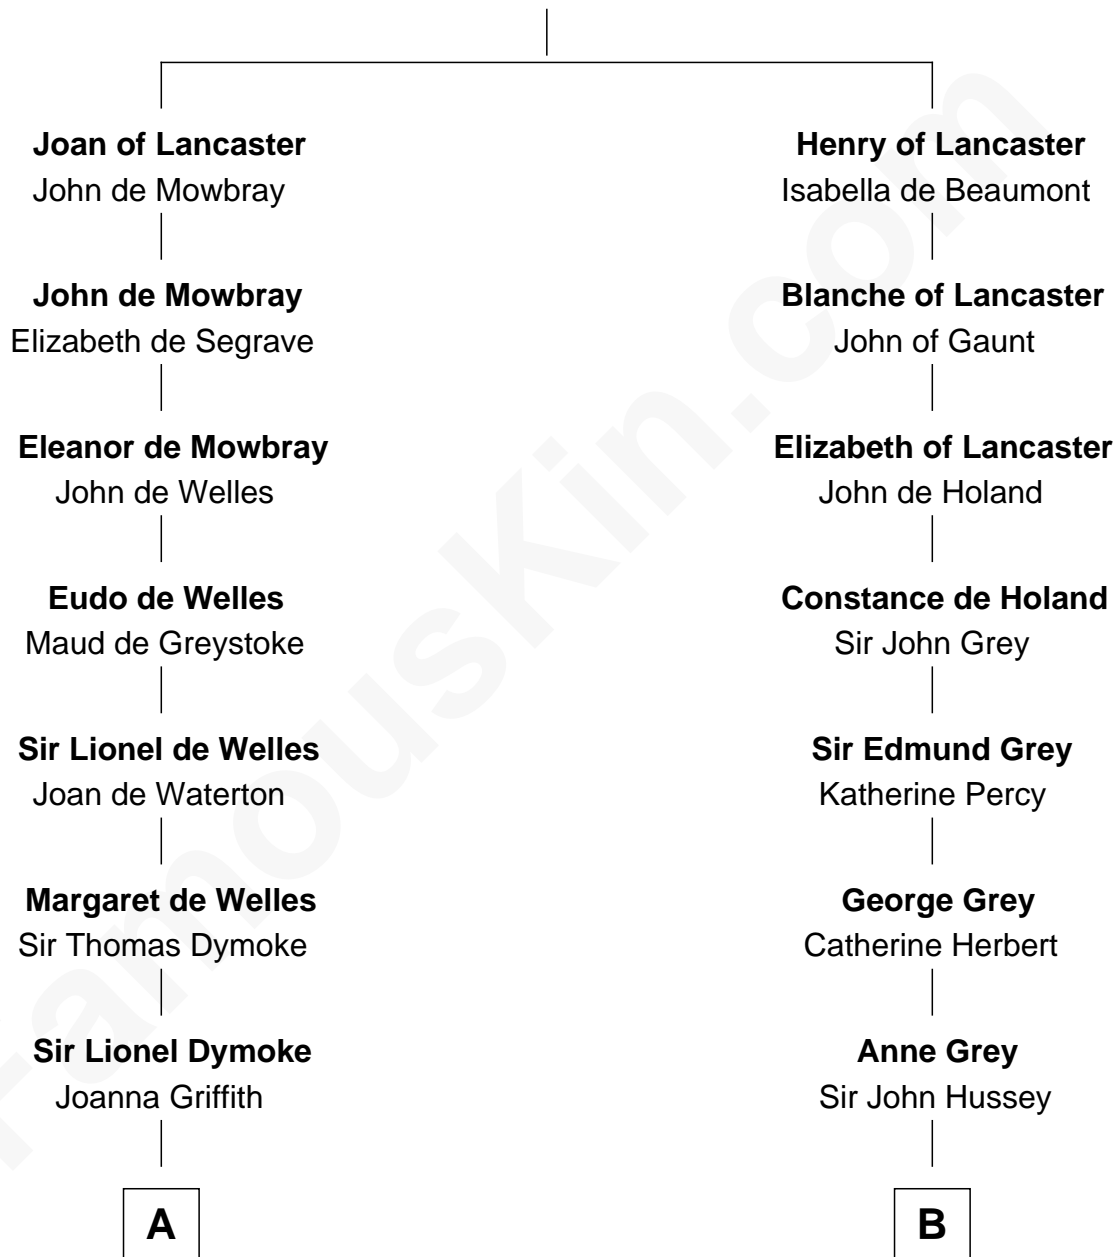 Joan of Lancaster
John de Mowbray
Henry of Lancaster
Isabella de Beaumont
John de Mowbray
Elizabeth de Segrave
Blanche of Lancaster
John of Gaunt
Eleanor de Mowbray
John de Welles
Elizabeth of Lancaster
John de Holand
Eudo de Welles
Maud de Greystoke
Constance de Holand
Sir John Grey
Sir Lionel de Welles
Joan de Waterton
Sir Edmund Grey
Katherine Percy
Margaret de Welles
Sir Thomas Dymoke
George Grey
Catherine Herbert
Sir Lionel Dymoke
Joanna Griffith
Anne Grey
Sir John Hussey
A
B
FamousKin.com